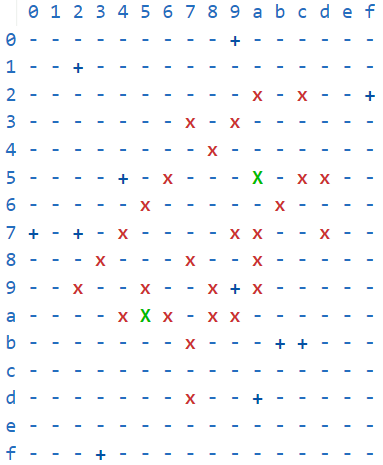 0 1 2 3 4 5 6 7 8 9 a b c d e f
0 - - - - - - - - - + - - - - - -
1 - - + - - - - - - - - - - - - -
2 - - - - - - - - - - x - x - - +
3 - - - - - - - x - x - - - - - -
4 - - - - - - - - x - - - - - - -
5 - - - - + - x - - - X - x x - -
6 - - - - - x - - - - - x - - - -
7 + - + - x - - - - x x - - x - -
8 - - - x - - - x - - x - - - - -
9 - - x - - x - - x + x - - - - -
a - - - - x X x - x x - - - - - -
b - - - - - - - x - - - + + - - -
c - - - - - - - - - - - - - - - -
d - - - - - - - x - - + - - - - -
e - - - - - - - - - - - - - - - -
f - - - + - - - - - - - - - - - -